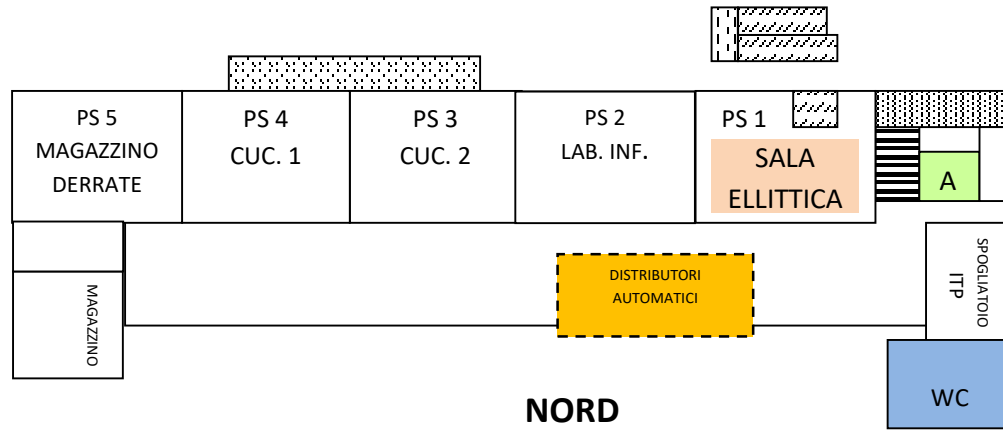 PS 5
MAGAZZINO
DERRATE
PS 4
CUC. 1
PS 3
CUC. 2
PS 2
LAB. INF.
PS 1
SALA
ELLITTICA
A
DISTRIBUTORI
AUTOMATICI
SPOGLIATOIO
ITP
MAGAZZINO
WC
NORD